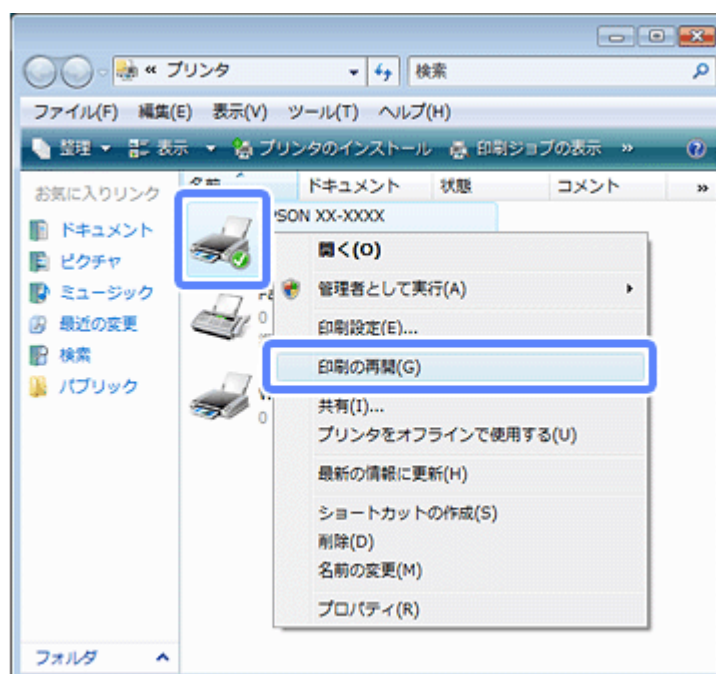 « プリンタ
検索
ファイル(F) 編集(E) 表示(V) ツール(T) ヘルプ(H)
整理 表示 プリンタのインストール 印刷ジョブの表示 »
お気に入りリンク
ドキュメント
ピクチャ
ミュージック
最近の変更
検索
パブリック
フォルダ
名前 ドキュメント 状態 コメント »
PSON XX-XXXX
0
0
開く(O)
管理者として実行(A)
印刷設定(E)...
印刷の再開(G)
共有(I)...
プリンタをオフラインで使用する(U)
最新の情報に更新(H)
ショートカットの作成(S)
削除(D)
名前の変更(M)
プロパティ(R)